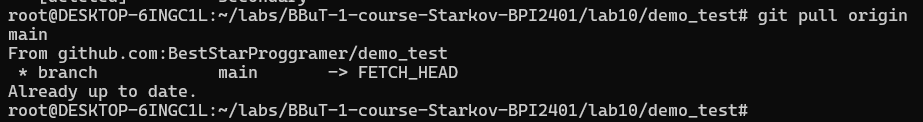 root@DESKTOP-6INGC1L:~/labs/BBuT-1-course-Starkov-BPI2401/lab10/demo_test# git pull origin
main
From github.com:BestStarProggramer/demo_test
 * branch            main       -> FETCH_HEAD
Already up to date.
root@DESKTOP-6INGC1L:~/labs/BBuT-1-course-Starkov-BPI2401/lab10/demo_test#